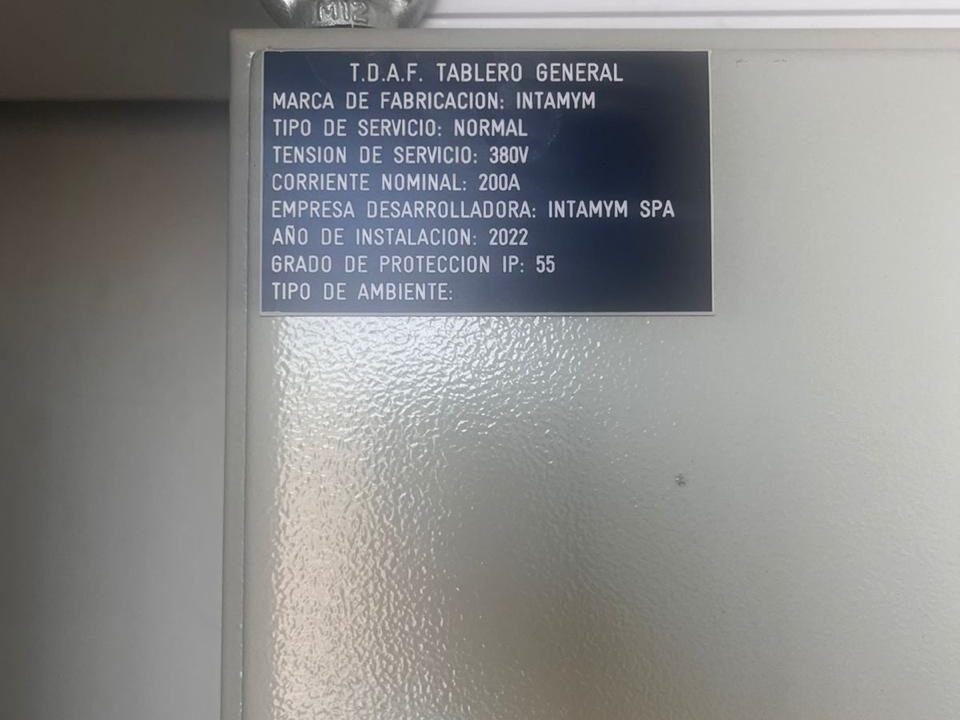 M12
T.D.A.F. TABLERO GENERAL
MARCA DE FABRICACION: INTAMYM
TIPO DE SERVICIO: NORMAL
TENSION DE SERVICIO: 380V
CORRIENTE NOMINAL: 200A
EMPRESA DESARROLLADORA: INTAMYM SPA
AÑO DE INSTALACION: 2022
GRADO DE PROTECCION IP: 55
TIPO DE AMBIENTE: